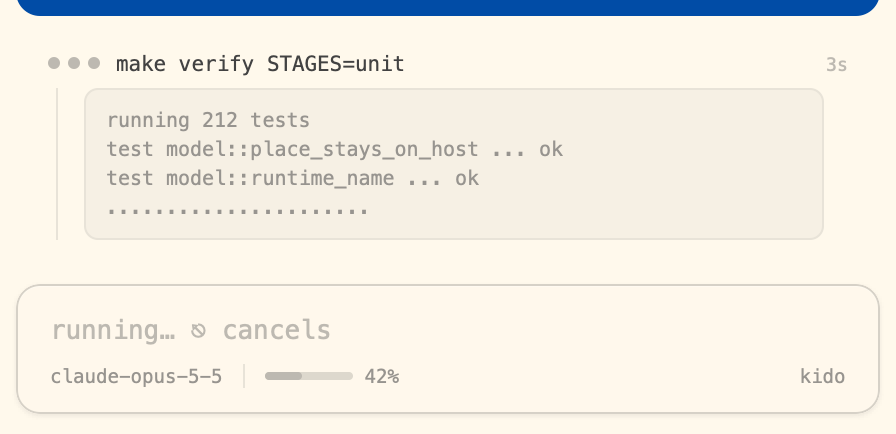 make verify STAGES=unit
3s
running 212 tests
test model::place_stays_on_host ... ok
test model::runtime_name ... ok
......................
running… ⎋ cancels
claude-opus-5-5
42%
kido